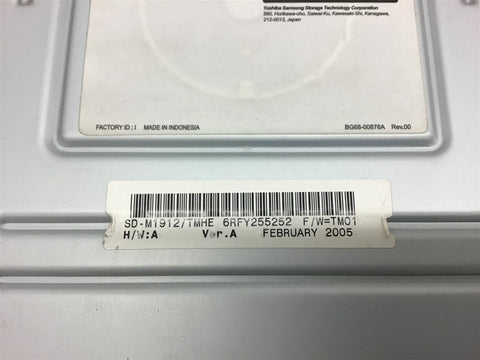 Toshiba Samsung Storage Technology Corporation
580, Horikawa-cho, Saiwai-Ku, Kawasaki-Shi, Kanagawa,
212-0013, Japan
FACTORY ID : I MADE IN INDONESIA BG68-00876A Rev.00
SD-M1912/TMHE 6RFY255252 F/W=TM01
H/W:A Ver.A FEBRUARY 2005